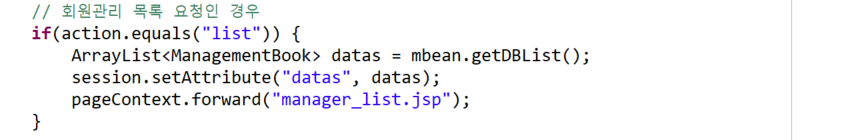 // 회원관리 목록 요청인 경우
if(action.equals("list")) {
ArrayList<ManagementBook> datas = mbean.getDBList();
session.setAttribute("datas", datas);
pageContext.forward("manager_list.jsp");
}